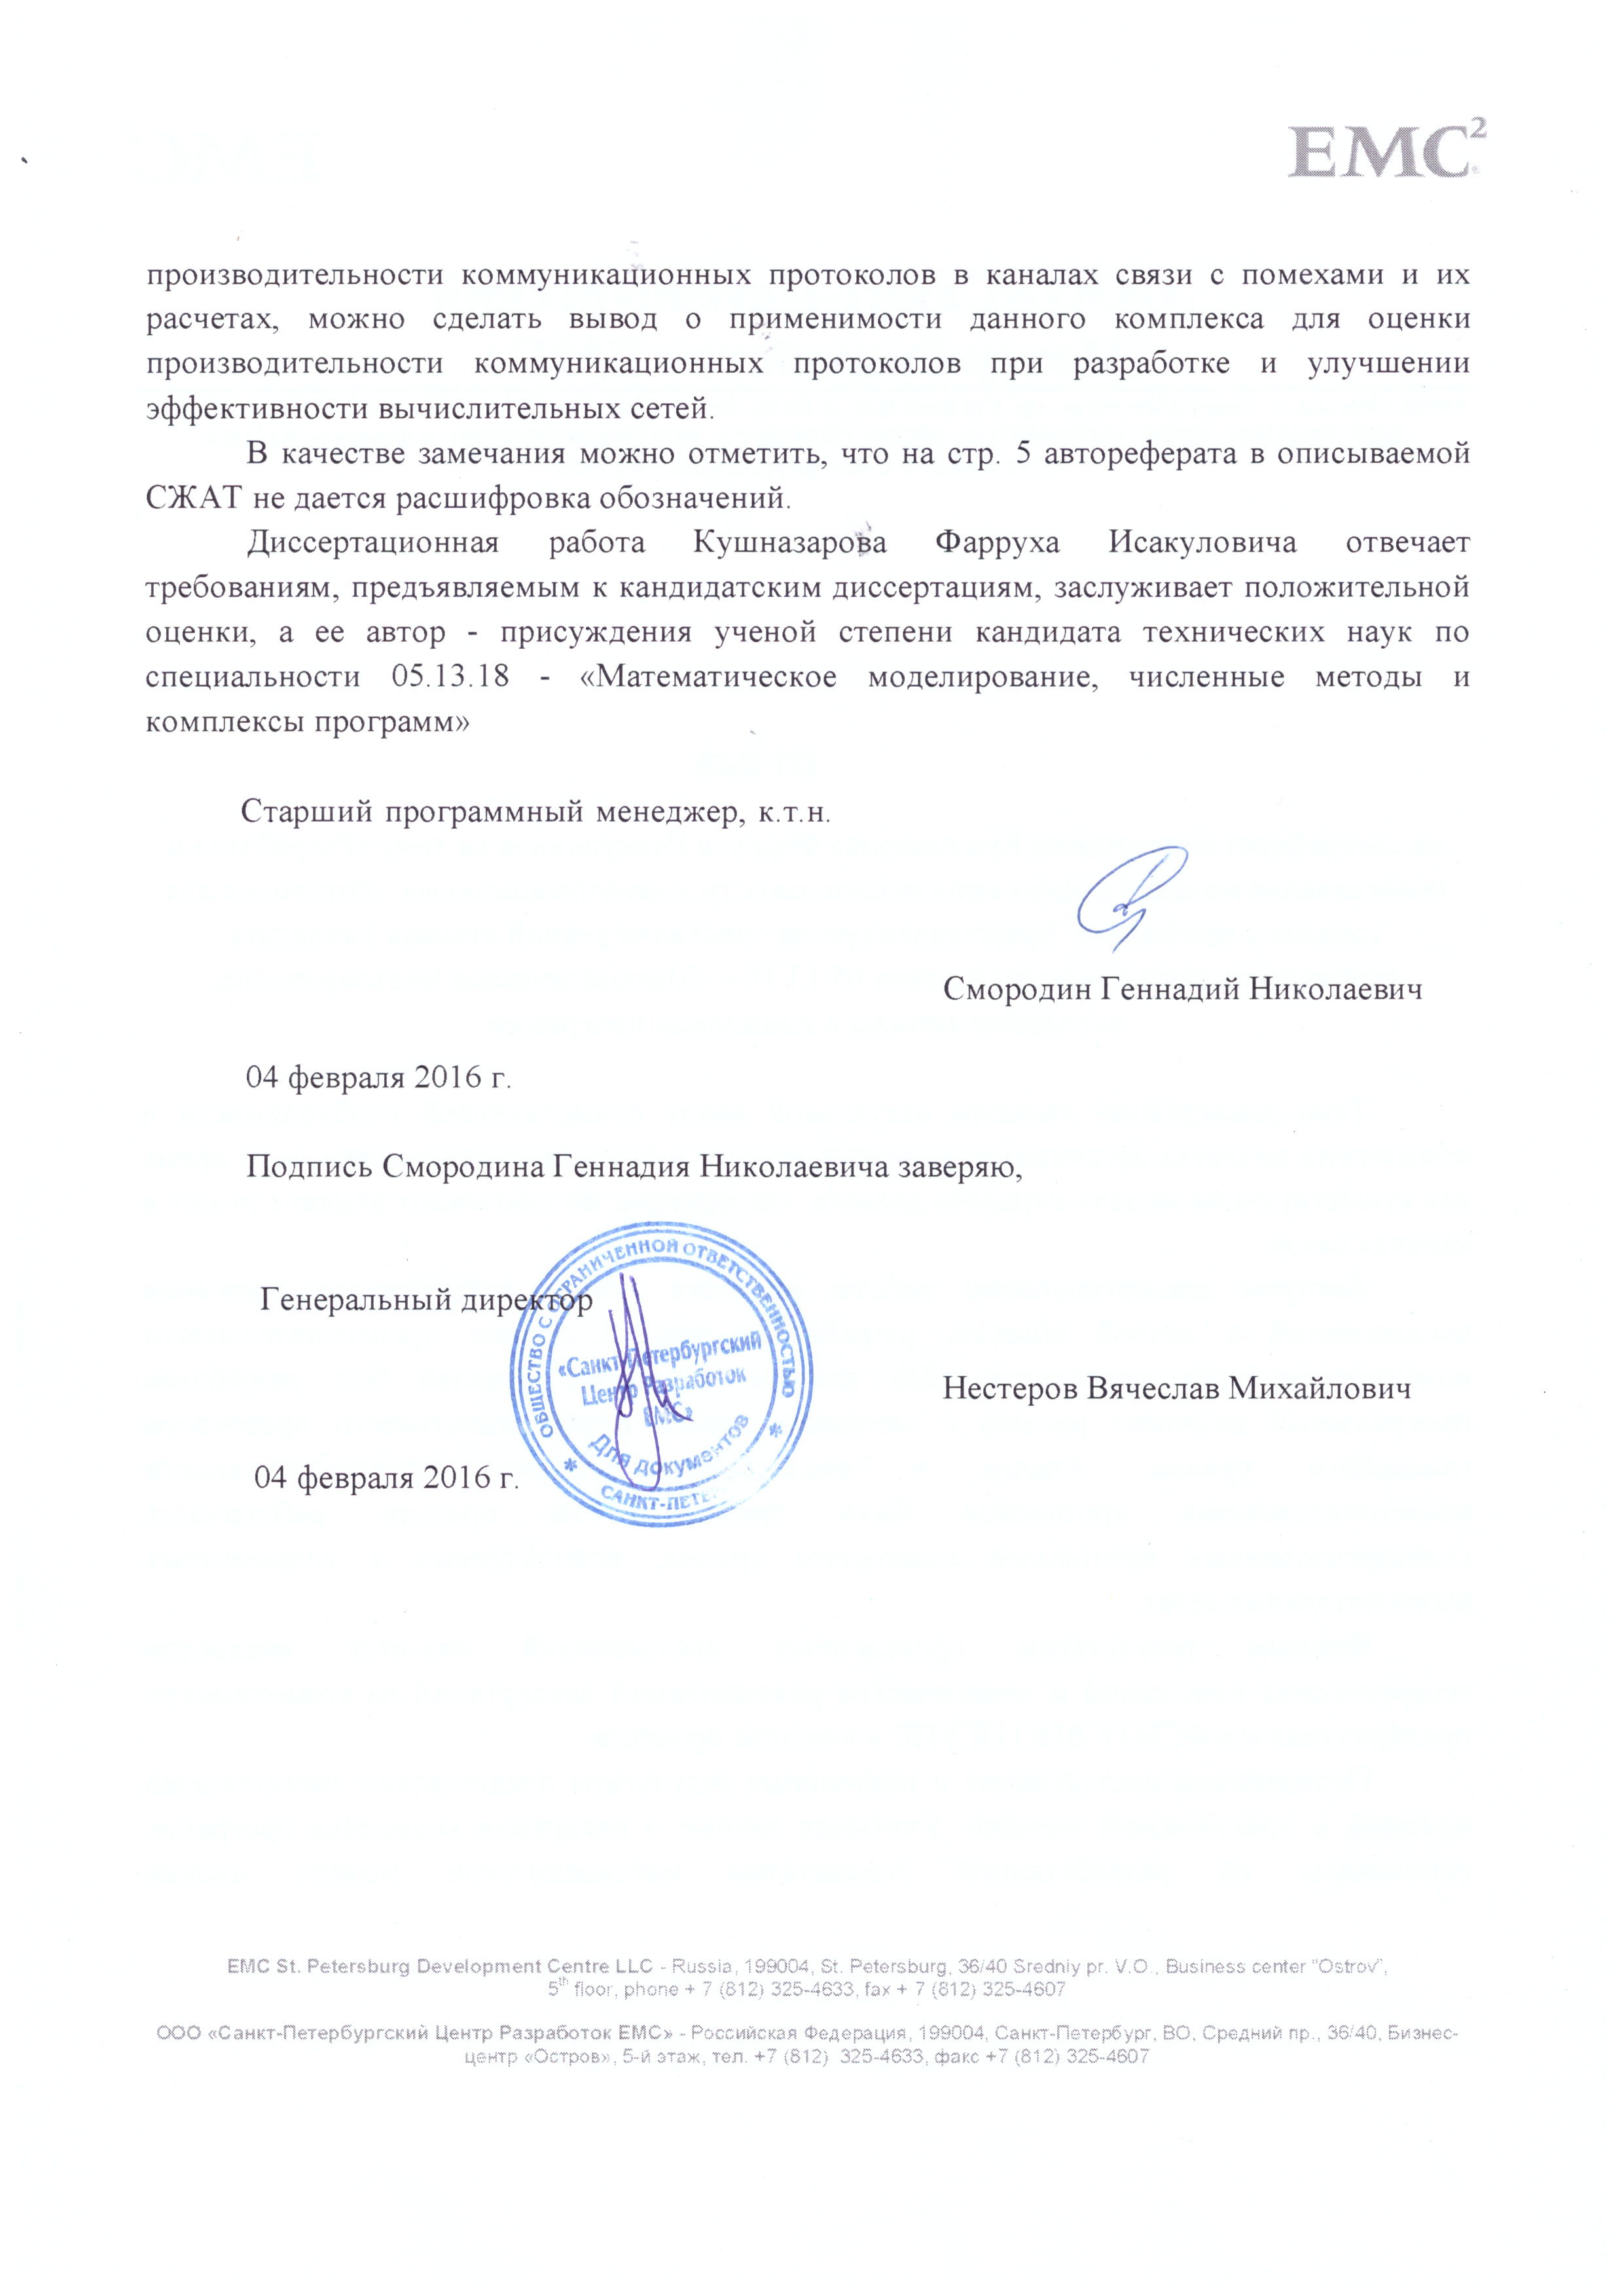 EMC²
производительности коммуникационных протоколов в каналах связи с помехами и их
расчетах, можно сделать вывод о применимости данного комплекса для оценки
производительности коммуникационных протоколов при разработке и улучшении
эффективности вычислительных сетей.
В качестве замечания можно отметить, что на стр. 5 автореферата в описываемой
СЖАТ не дается расшифровка обозначений.
Диссертационная работа Кушназарова Фарруха Исакуловича отвечает
требованиям, предъявляемым к кандидатским диссертациям, заслуживает положительной
оценки, а ее автор - присуждения ученой степени кандидата технических наук по
специальности 05.13.18 - «Математическое моделирование, численные методы и
комплексы программ»
Старший программный менеджер, к.т.н.
Смородин Геннадий Николаевич
04 февраля 2016 г.
Подпись Смородина Геннадия Николаевича заверяю,
Генеральный директор
ОБЩЕСТВО С ОГРАНИЧЕННОЙ ОТВЕТСТВЕННОСТЬЮ
«Санкт-Петербургский
Центр Разработок
EMC»
Для документов
САНКТ-ПЕТЕ
Нестеров Вячеслав Михайлович
04 февраля 2016 г.
EMC St. Petersburg Development Centre LLC - Russia, 199004, St. Petersburg, 36/40 Sredniy pr. V.O., Business center "Ostrov",
5th floor, phone + 7 (812) 325-4633, fax + 7 (812) 325-4607
ООО «Санкт-Петербургский Центр Разработок ЕМС» - Российская Федерация, 199004, Санкт-Петербург, ВО, Средний пр., 36/40, Бизнес-
центр «Остров», 5-й этаж, тел. +7 (812) 325-4633, факс +7 (812) 325-4607